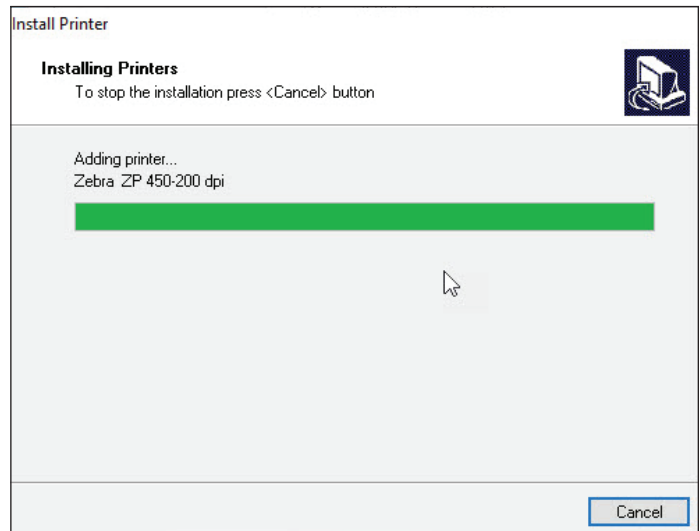 Install Printer
Installing Printers
To stop the installation press <Cancel> button
Adding printer...
Zebra ZP 450-200 dpi
Cancel